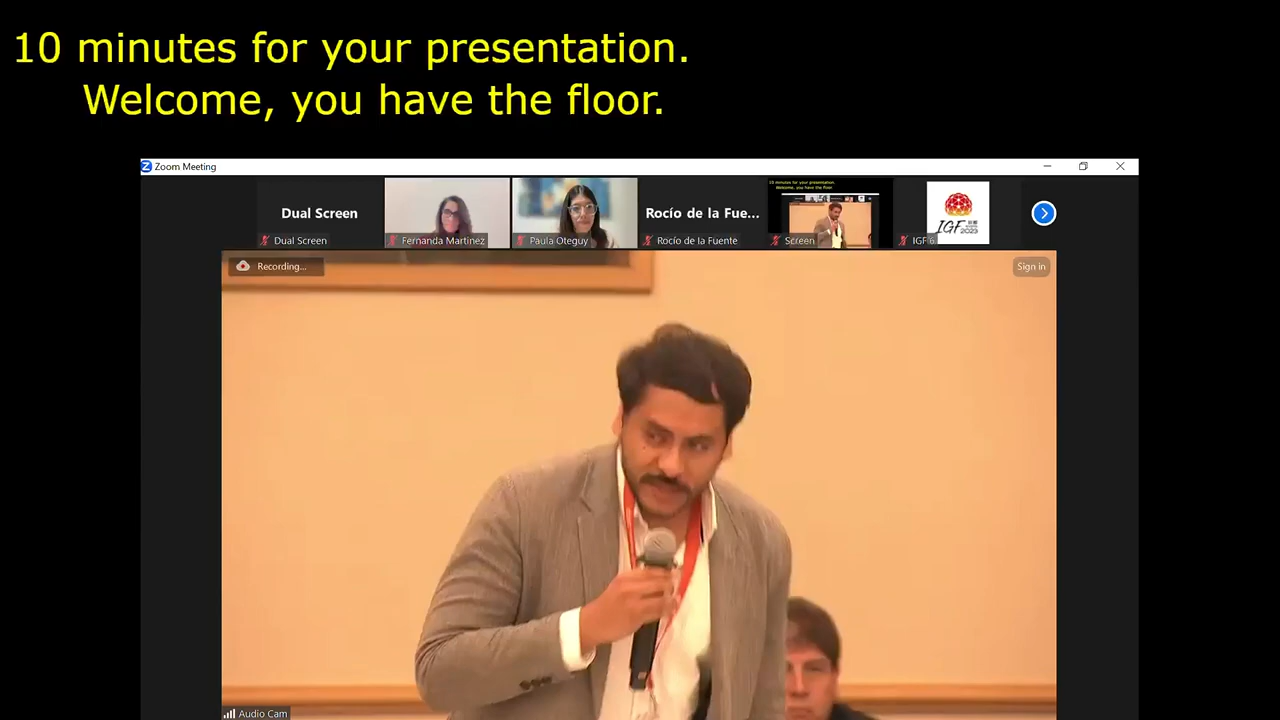 10 minutes for your presentation.
Welcome, you have the floor.
Zoom Meeting
Dual Screen
Rocío de la Fue...
Dual Screen
Fernanda Martinez
Paula Oteguy
Rocío de la Fuente
Screen
IGF 6
IGF
2023
Recording...
Sign in
Audio Cam